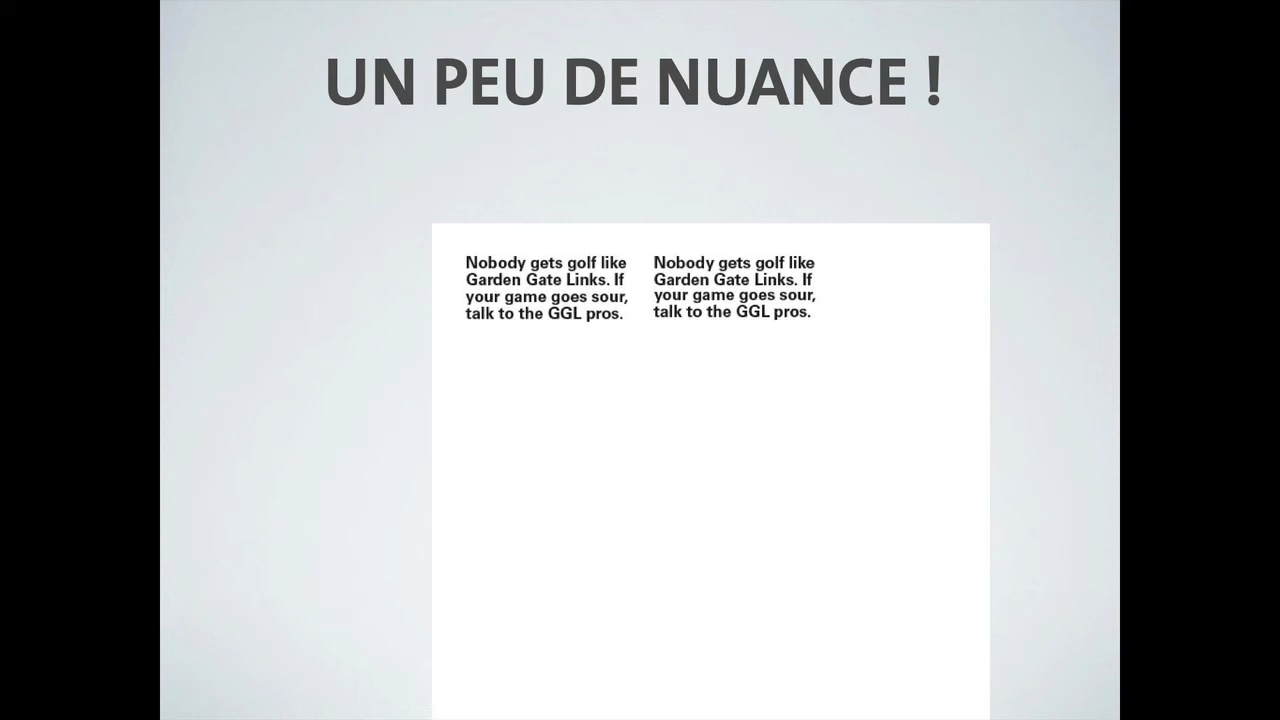 UN PEU DE NUANCE !
Nobody gets golf like
Garden Gate Links. If
your game goes sour,
talk to the GGL pros.
Nobody gets golf like
Garden Gate Links. If
your game goes sour,
talk to the GGL pros.